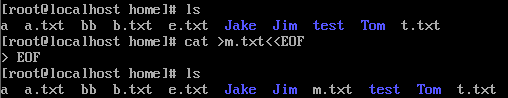 [root@localhost home]# ls
a  a.txt  bb  b.txt  e.txt  Jake  Jim  test  Tom  t.txt
[root@localhost home]# cat >m.txt<<EOF
> EOF
[root@localhost home]# ls
a  a.txt  bb  b.txt  e.txt  Jake  Jim  m.txt  test  Tom  t.txt